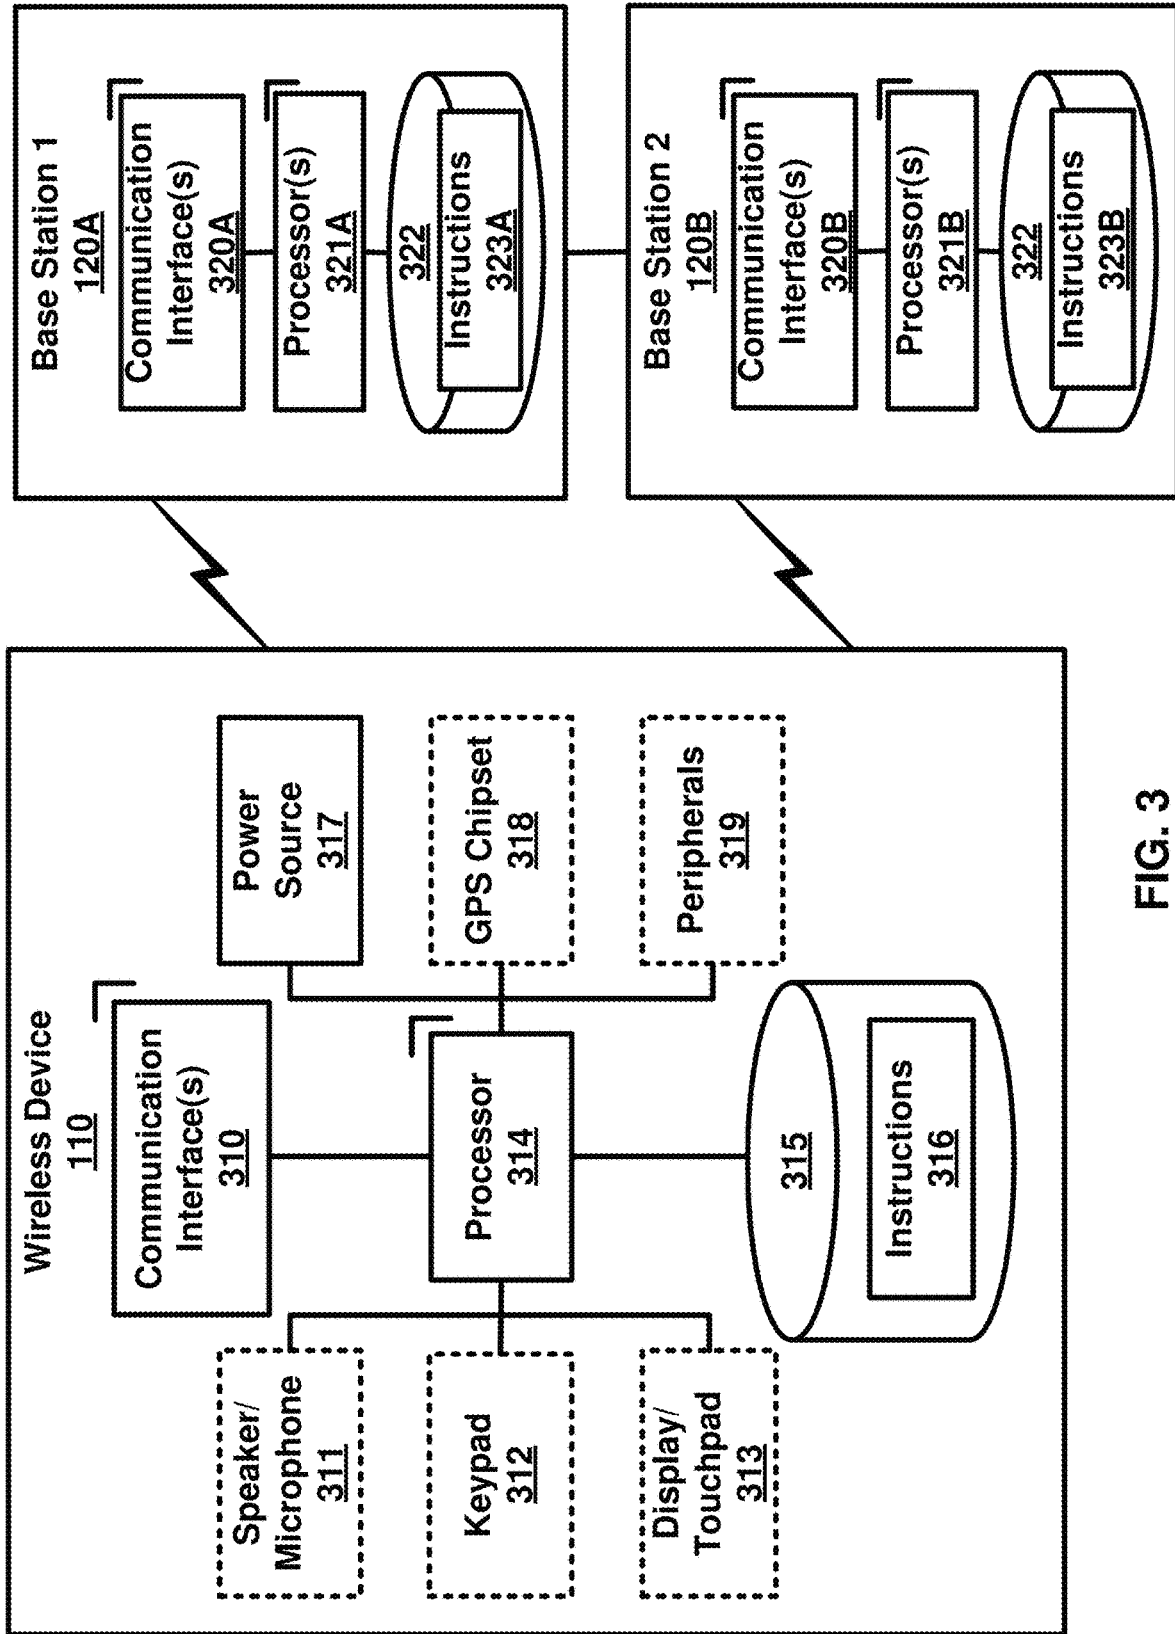 Wireless Device
110
Communication
Interface(s)
310
Speaker/
Microphone
311
Keypad
312
Display/
Touchpad
313
Processor
314
Power
Source
317
GPS Chipset
318
Peripherals
319
315
Instructions
316
Base Station 1
120A
Communication
Interface(s)
320A
Processor(s)
321A
322
Instructions
323A
Base Station 2
120B
Communication
Interface(s)
320B
Processor(s)
321B
322
Instructions
323B
FIG. 3